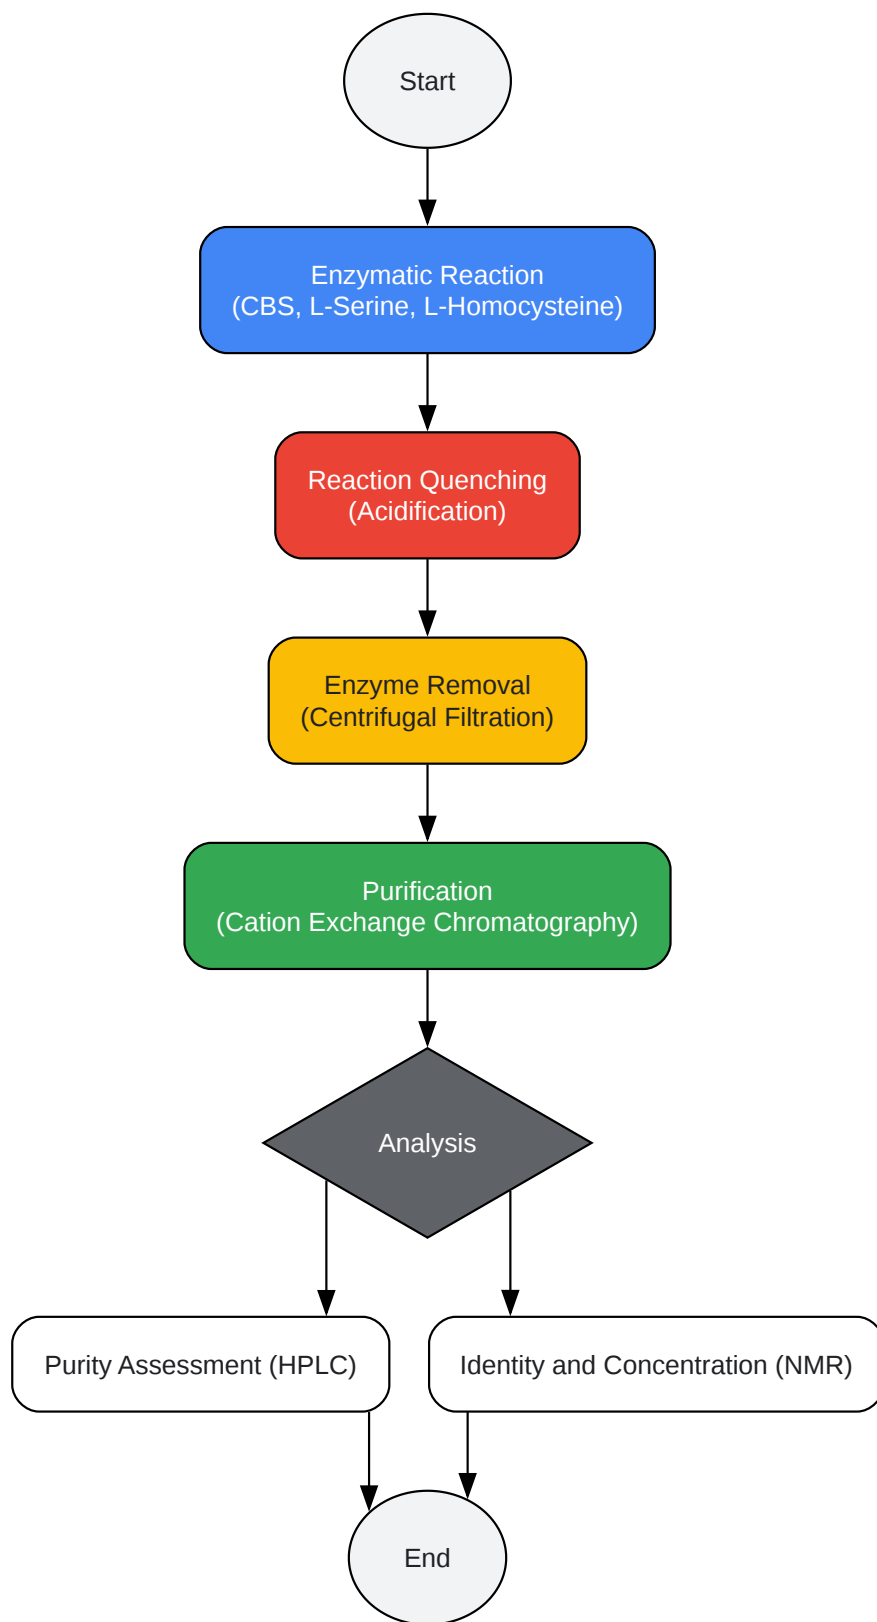 Start
Enzymatic Reaction
(CBS, L-Serine, L-Homocysteine)
Reaction Quenching
(Acidification)
Enzyme Removal
(Centrifugal Filtration)
Purification
(Cation Exchange Chromatography)
Analysis
Purity Assessment (HPLC)
Identity and Concentration (NMR)
End